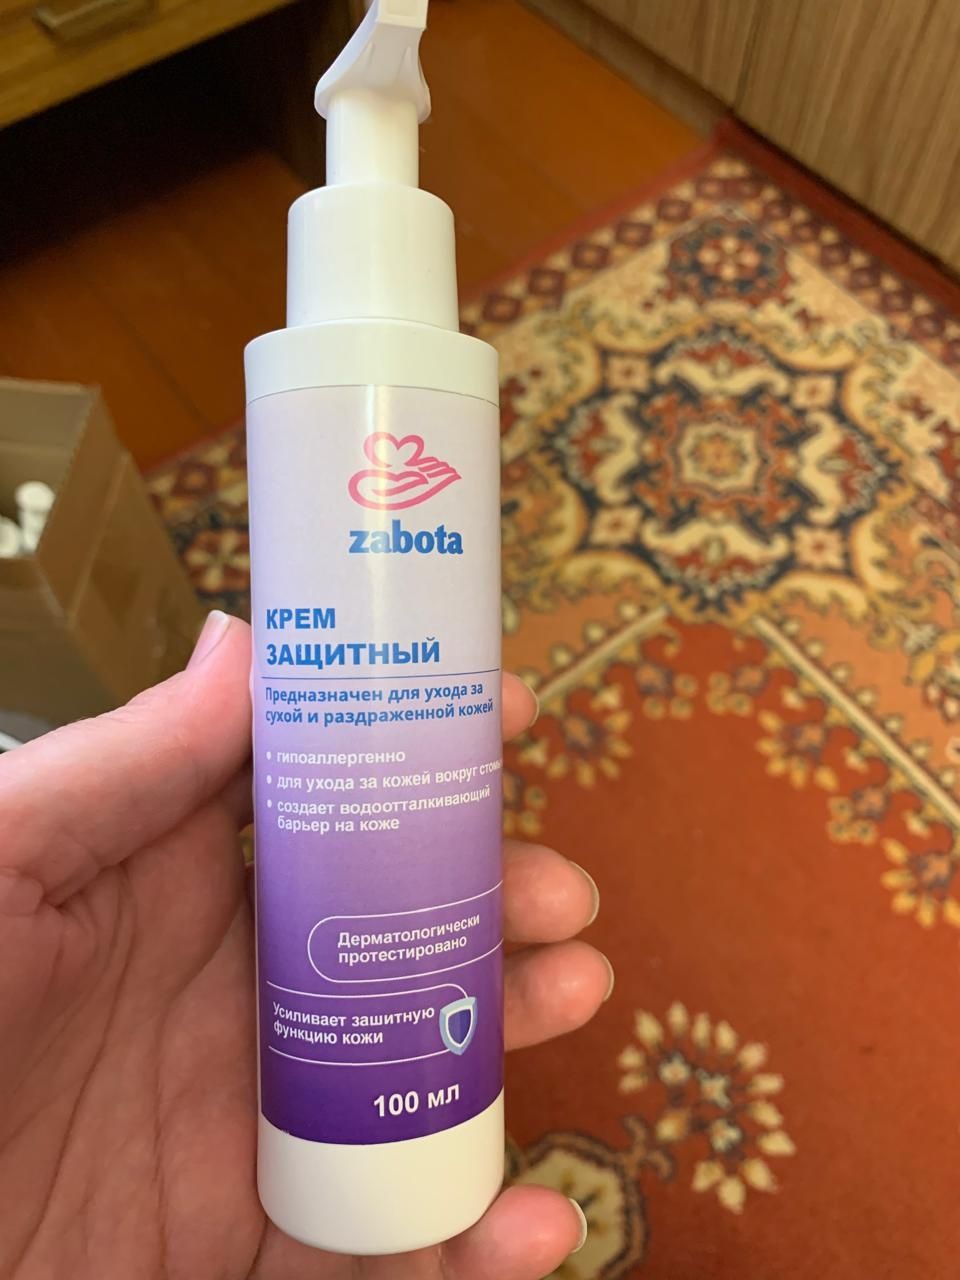 zabota
КРЕМ
ЗАЩИТНЫЙ
Предназначен для ухода за
сухой и раздраженной кожей
• гипоаллергенно
• для ухода за кожей вокруг
• создает водоотталкивающий
барьер на коже
Дерматологически
протестировано
Усиливает зашитную
функцию кожи
100 мл